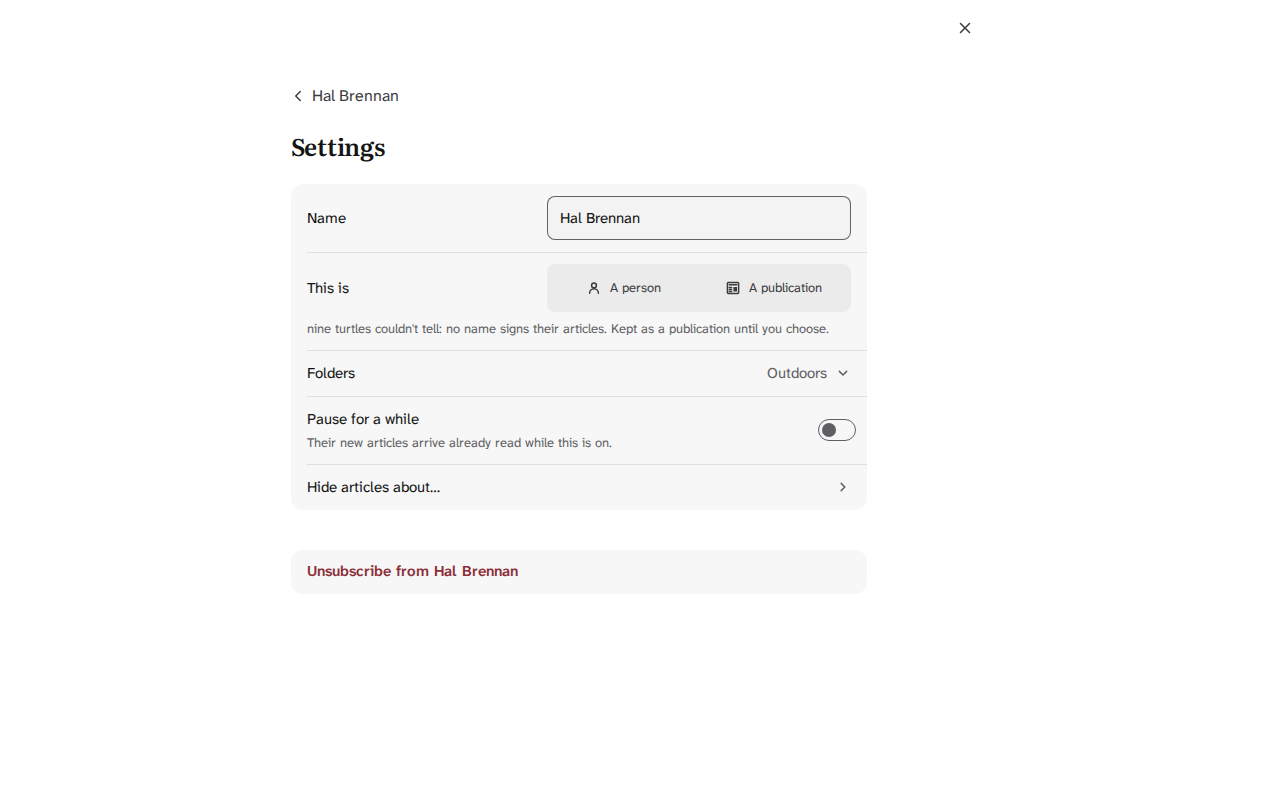 Hal Brennan
Settings
Name
Hal Brennan
This is
A person
A publication
nine turtles couldn't tell: no name signs their articles. Kept as a publication until you choose.
Folders
Outdoors
Pause for a while
Their new articles arrive already read while this is on.
Hide articles about...
Unsubscribe from Hal Brennan